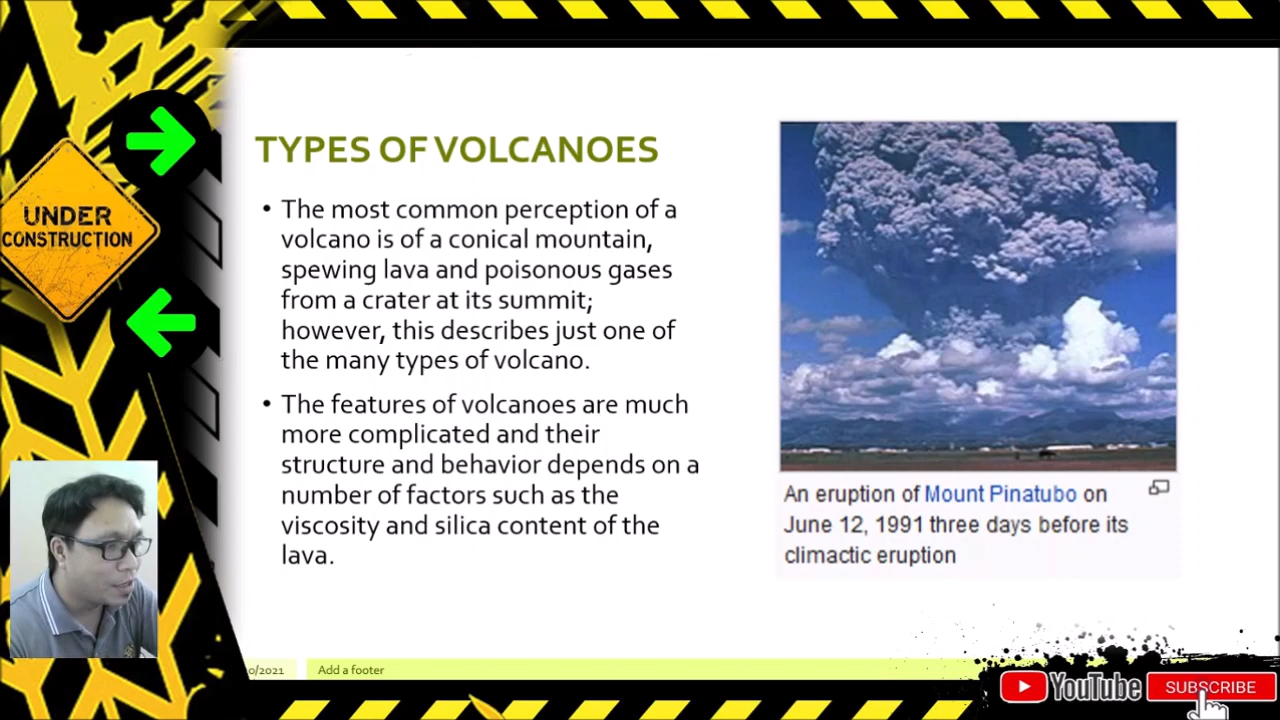 UNDER
CONSTRUCTION
TYPES OF VOLCANOES
• The most common perception of a
volcano is of a conical mountain,
spewing lava and poisonous gases
from a crater at its summit;
however, this describes just one of
the many types of volcano.
• The features of volcanoes are much
more complicated and their
structure and behavior depends on a
number of factors such as the
viscosity and silica content of the
lava.
An eruption of Mount Pinatubo on
June 12, 1991 three days before its
climactic eruption
0/2021
Add a footer
YouTube
SUBSCRIBE